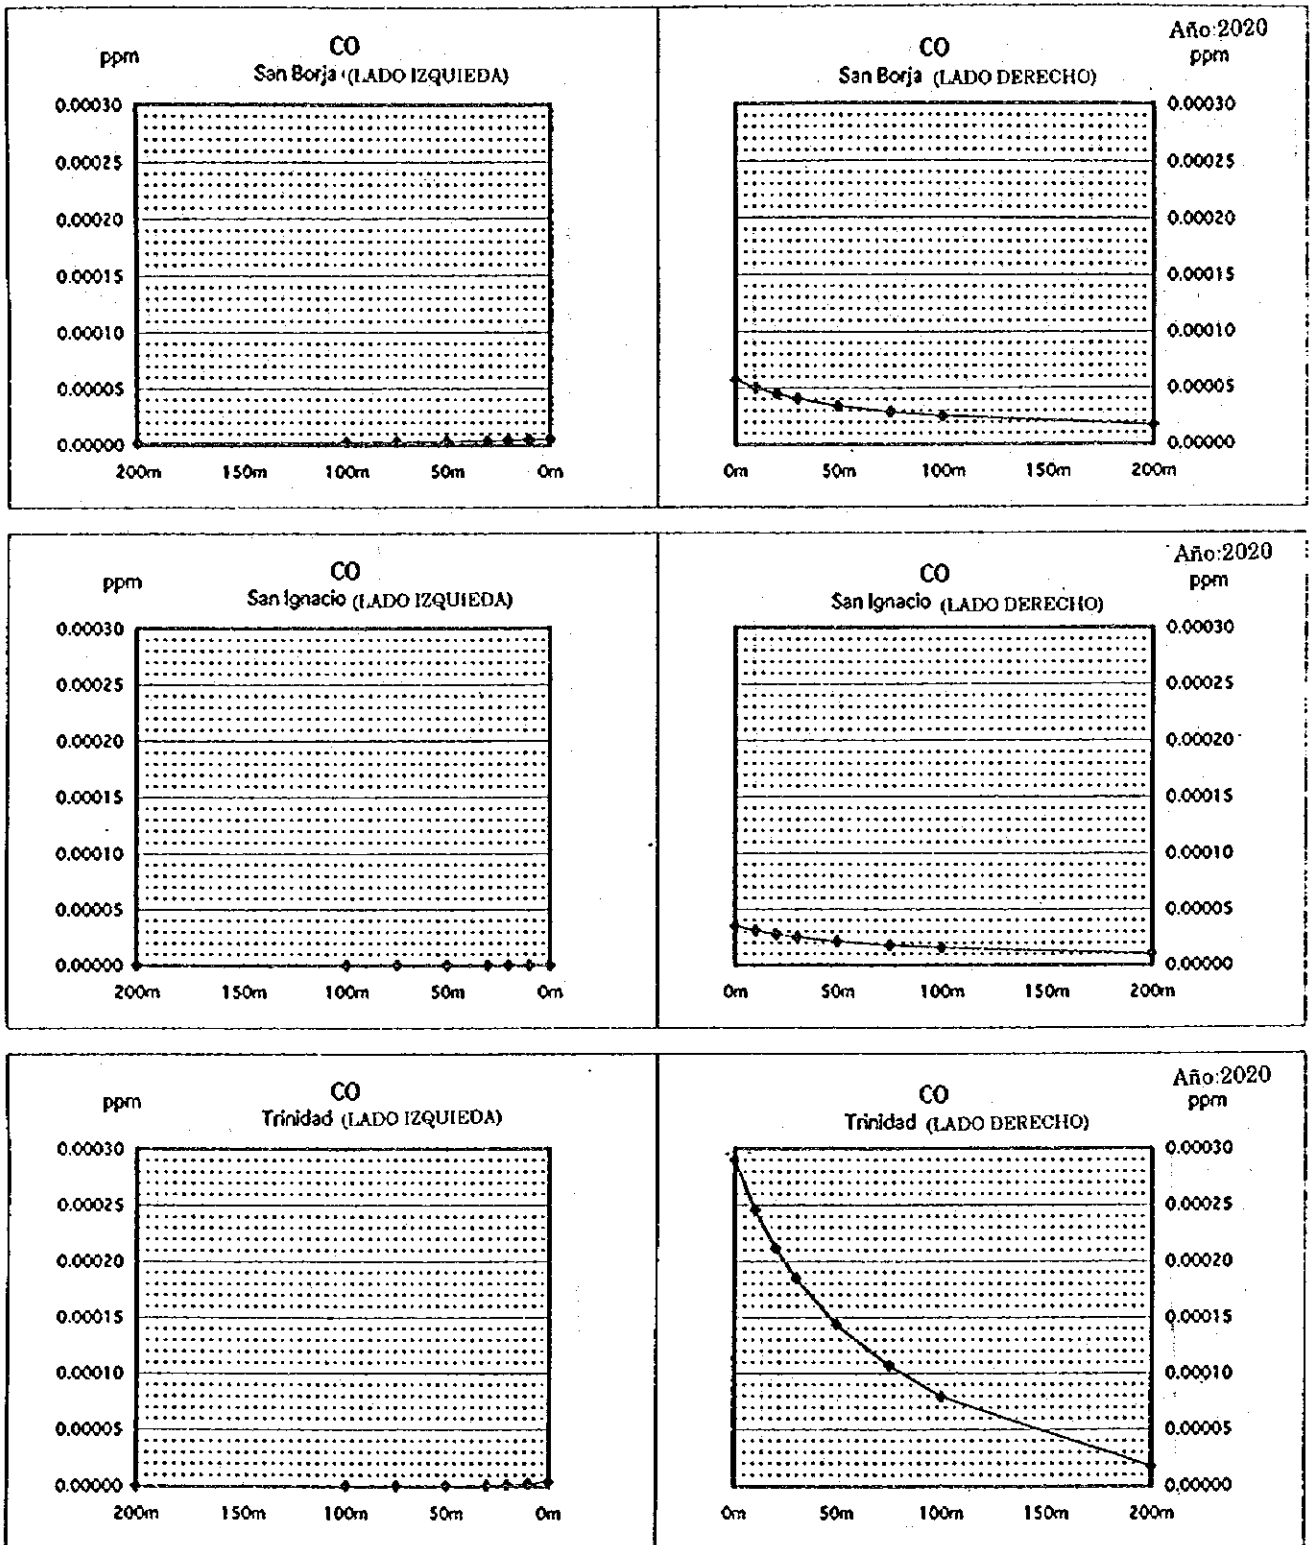 ppm
CO
San Borja (LADO IZQUIEDA)
0.00030
0.00025
0.00020
0.00015
0.00010
0.00005
0.00000
200m 150m 100m 50m 0m
Año:2020
ppm
CO
San Borja (LADO DERECHO)
0.00030
0.00025
0.00020
0.00015
0.00010
0.00005
0.00000
0m 50m 100m 150m 200m
ppm
CO
San Ignacio (LADO IZQUIEDA)
0.00030
0.00025
0.00020
0.00015
0.00010
0.00005
0.00000
200m 150m 100m 50m 0m
Año:2020
ppm
CO
San Ignacio (LADO DERECHO)
0.00030
0.00025
0.00020
0.00015
0.00010
0.00005
0.00000
0m 50m 100m 150m 200m
ppm
CO
Trinidad (LADO IZQUIEDA)
0.00030
0.00025
0.00020
0.00015
0.00010
0.00005
0.00000
200m 150m 100m 50m 0m
Año:2020
ppm
CO
Trinidad (LADO DERECHO)
0.00030
0.00025
0.00020
0.00015
0.00010
0.00005
0.00000
0m 50m 100m 150m 200m